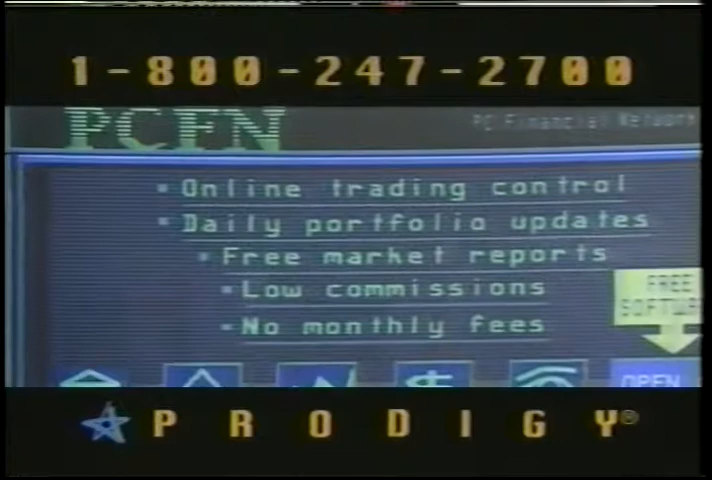 1-800-247-2700
PCFN
PC Financial Network
Online trading control
Daily portfolio updates
Free market reports
Low commissions
No monthly fees
FREE
OPEN
PRODIGY®